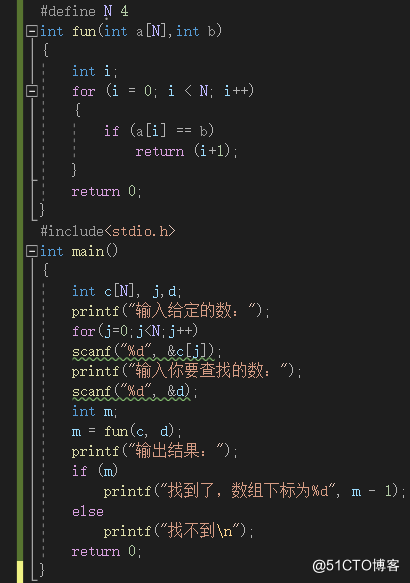 #define N 4
int fun(int a[N],int b)
{
    int i;
    for (i = 0; i < N; i++)
    {
        if (a[i] == b)
            return (i+1);
    }
    return 0;
}
#include<stdio.h>
int main()
{
    int c[N], j,d;
    printf("输入给定的数：");
    for(j=0;j<N;j++)
    scanf("%d", &c[j]);
    printf("输入你要查找的数：");
    scanf("%d", &d);
    int m;
    m = fun(c, d);
    printf("输出结果：");
    if (m)
        printf("找到了，数组下标为%d", m - 1);
    else
        printf("找不到\n");
    return 0;
}
@51CTO博客